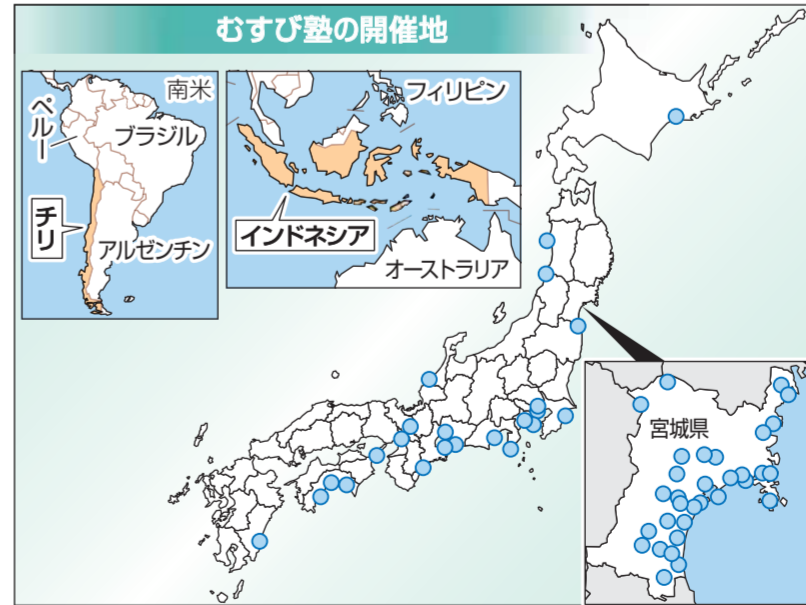 むすび塾の開催地
南米
ペルー
ブラジル
チリ
アルゼンチン
フィリピン
インドネシア
オーストラリア
宮城県